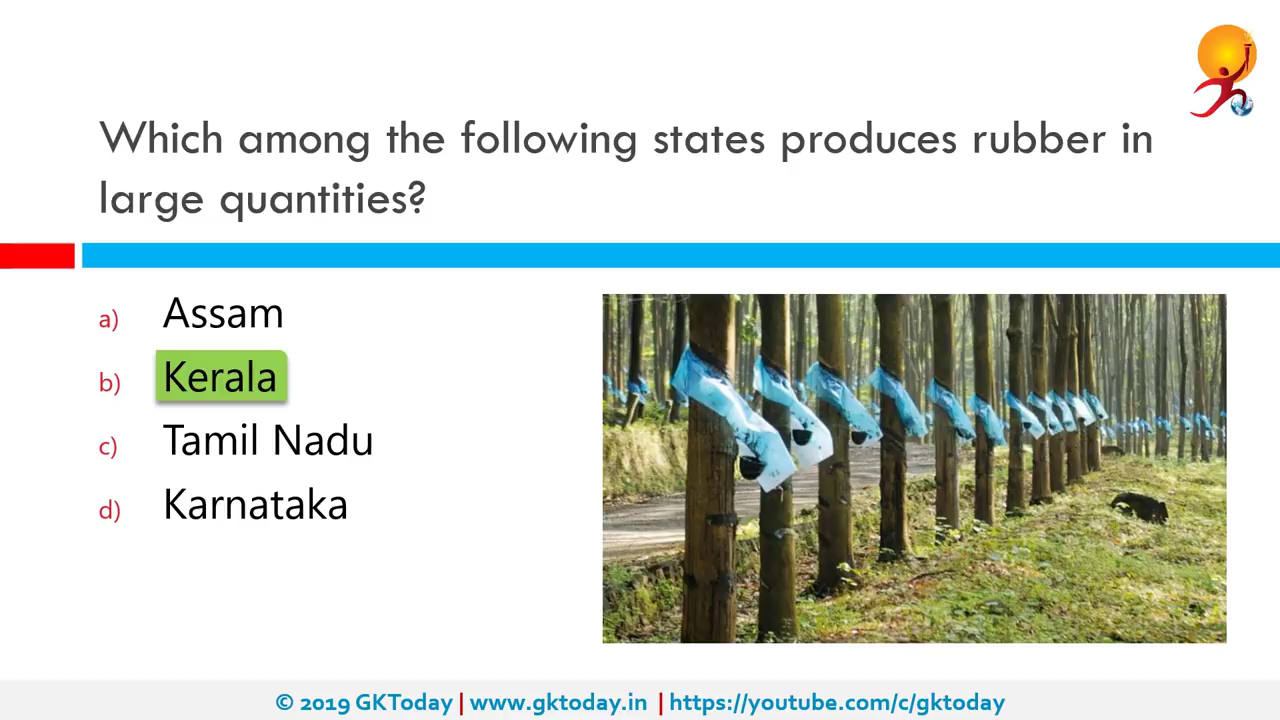 Which among the following states produces rubber in
large quantities?
a) Assam
b) Kerala
c) Tamil Nadu
d) Karnataka
© 2019 GKToday | www.gktoday.in | https://youtube.com/c/gktoday